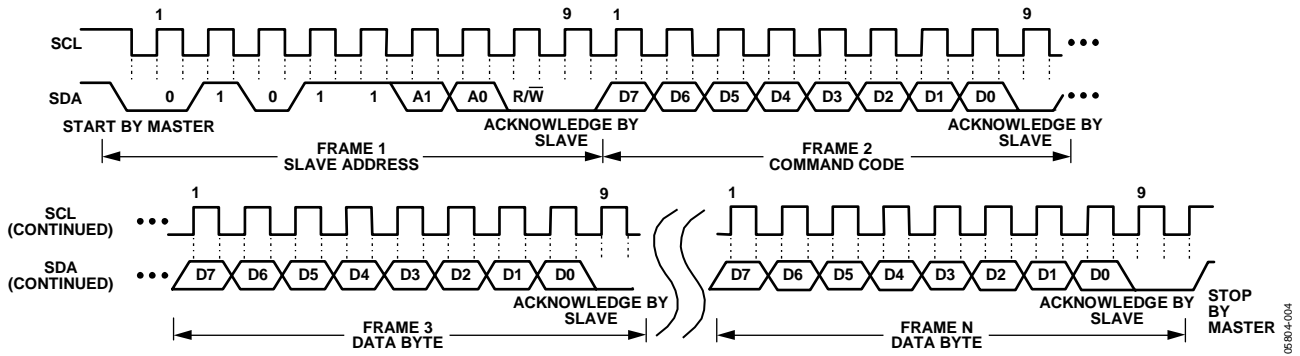 1 9 1 9
SCL
SDA 0 1 0 1 1 A1 A0 R/W̅ D7 D6 D5 D4 D3 D2 D1 D0
START BY MASTER
ACKNOWLEDGE BY
SLAVE
ACKNOWLEDGE BY
SLAVE
FRAME 1
SLAVE ADDRESS
FRAME 2
COMMAND CODE
1 9 1 9
SCL
(CONTINUED)
SDA
(CONTINUED)
D7 D6 D5 D4 D3 D2 D1 D0 D7 D6 D5 D4 D3 D2 D1 D0
ACKNOWLEDGE BY
SLAVE
ACKNOWLEDGE BY
SLAVE
STOP
BY
MASTER
FRAME 3
DATA BYTE
FRAME N
DATA BYTE
05804-004